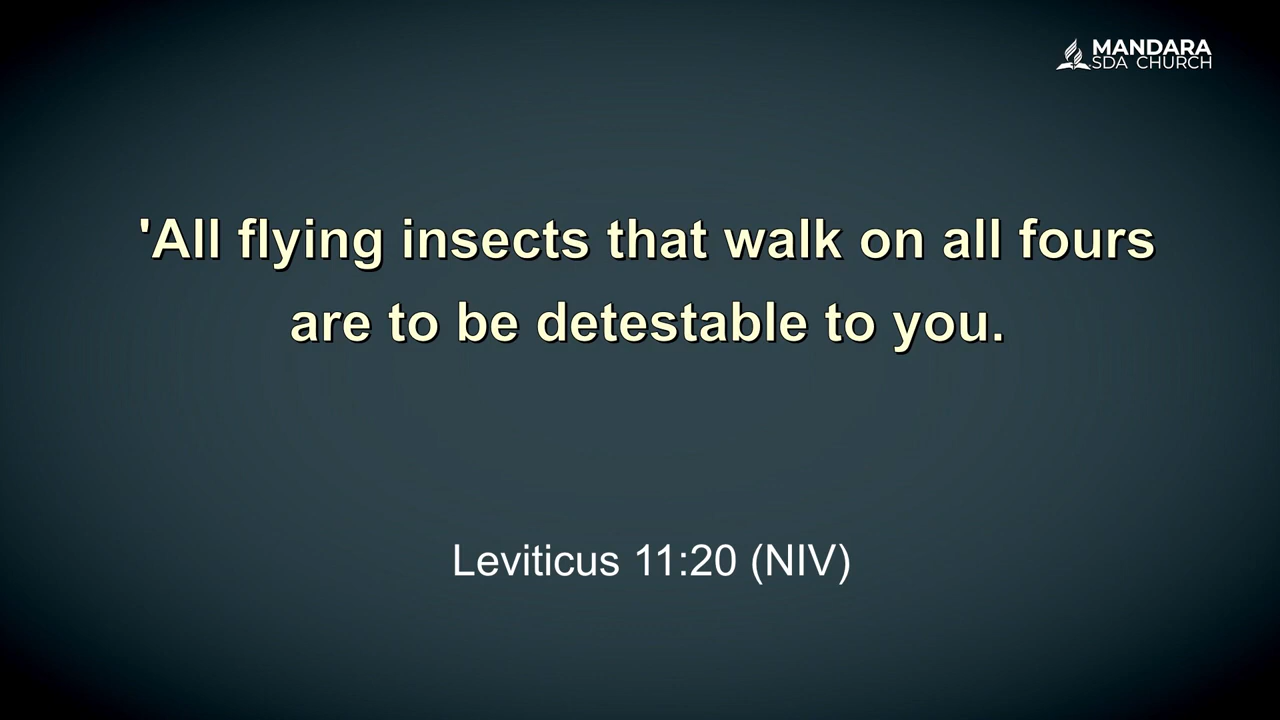 MANDARA
SDA CHURCH
'All flying insects that walk on all fours
are to be detestable to you.
Leviticus 11:20 (NIV)